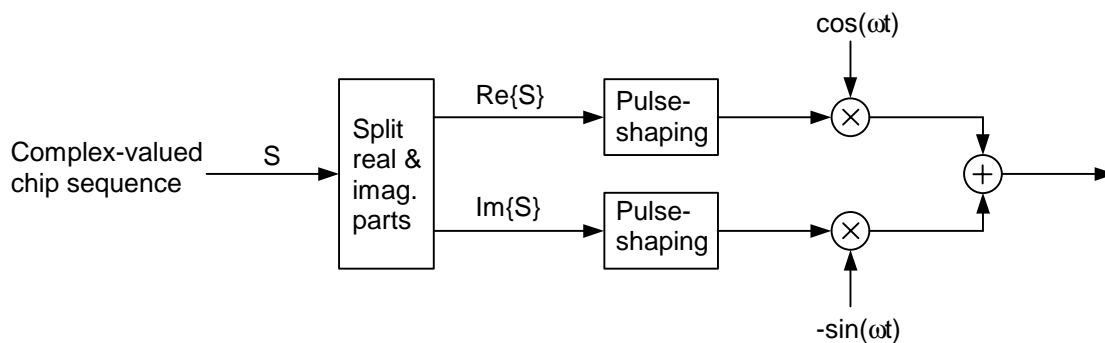 cos(ωt)
Complex-valued
chip sequence
S
Split
real &
imag.
parts
Re{S}
Pulse-
shaping
Im{S}
Pulse-
shaping
-sin(ωt)